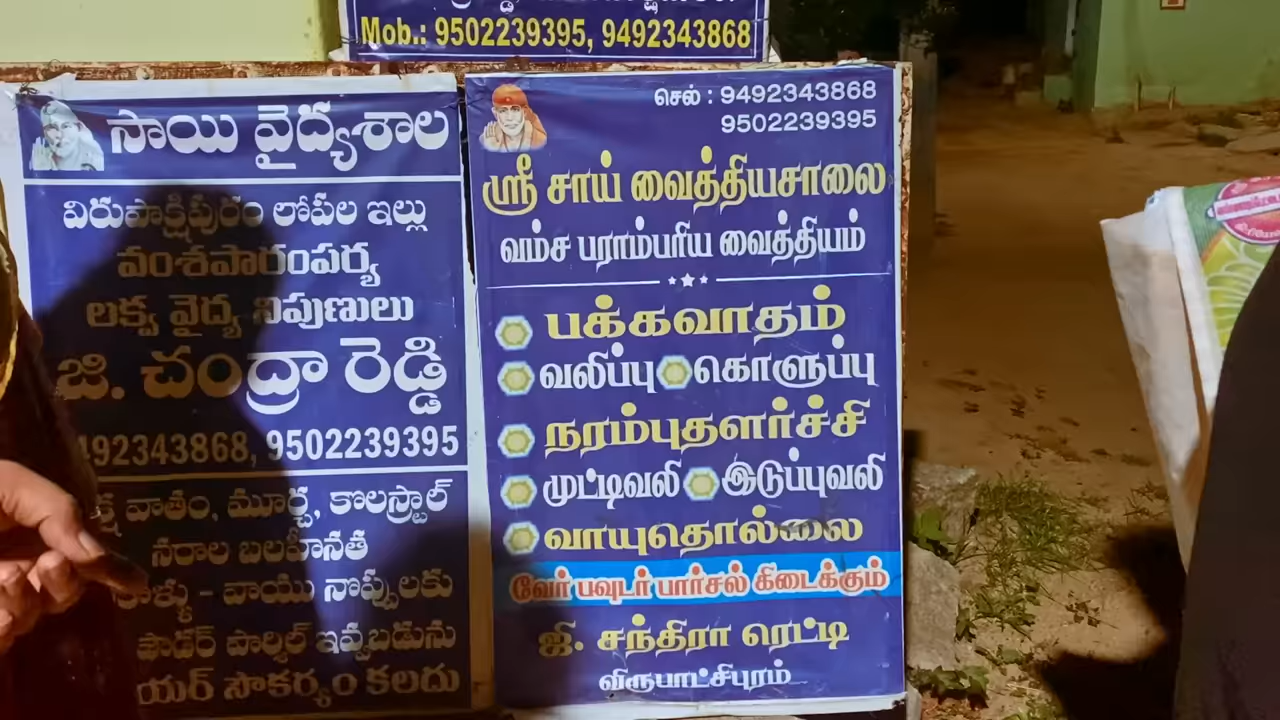 Mob.: 9502239395, 9492343868
సాయి వైద్యశాల
విరుపాక్షిపురం లోపల ఇల్లు
వంశపారంపర్య
లక్వ వైద్య నిపుణులు
జి. చంద్రా రెడ్డి
492343868, 9502239395
వాతం, మూర్ఛ, కొలస్ట్రాల్
నరాల బలహీనత
- వాయు నొప్పులకు
పౌడర్ పార్శిల్ ఇవ్వబడును
సౌకర్యం కలదు
செல் : 9492343868
9502239395
ஸ்ரீ சாய் வைத்தியசாலை
வம்ச பராம்பரிய வைத்தியம்
பக்கவாதம்
வலிப்பு கொளுப்பு
நரம்புதளர்ச்சி
முட்டிவலி இடுப்புவலி
வாயுதொல்லை
வேர் பவுடர் பார்சல் கிடைக்கும்
ஜி. சந்திரா ரெட்டி
விருபாட்சிபுரம்